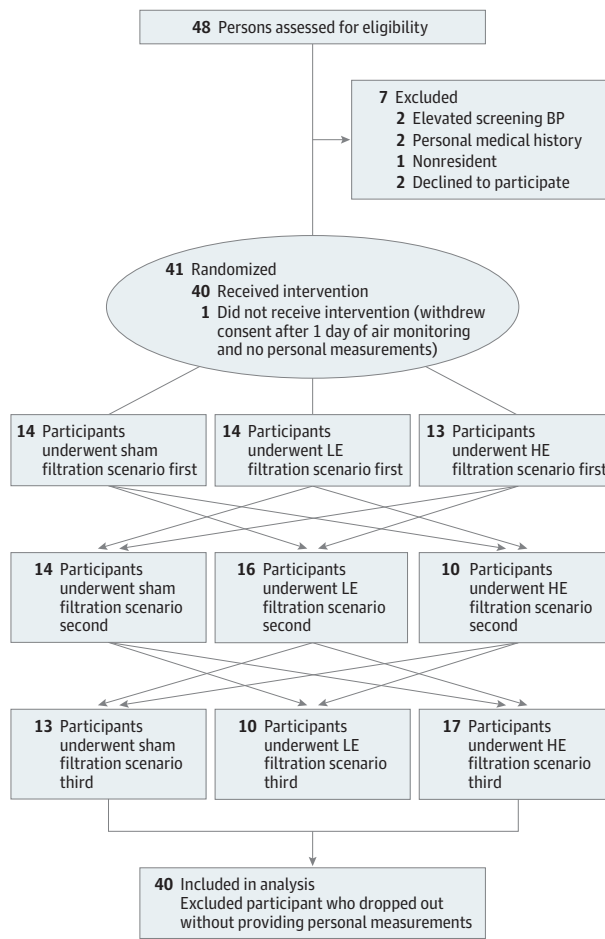 48 Persons assessed for eligibility
7 Excluded
2 Elevated screening BP
2 Personal medical history
1 Nonresident
2 Declined to participate
41 Randomized
40 Received intervention
1 Did not receive intervention (withdrew
consent after 1 day of air monitoring
and no personal measurements)
14 Participants
underwent sham
filtration scenario first
14 Participants
underwent LE
filtration scenario first
13 Participants
underwent HE
filtration scenario first
14 Participants
underwent sham
filtration scenario
second
16 Participants
underwent LE
filtration scenario
second
10 Participants
underwent HE
filtration scenario
second
13 Participants
underwent sham
filtration scenario
third
10 Participants
underwent LE
filtration scenario
third
17 Participants
underwent HE
filtration scenario
third
40 Included in analysis
Excluded participant who dropped out
without providing personal measurements